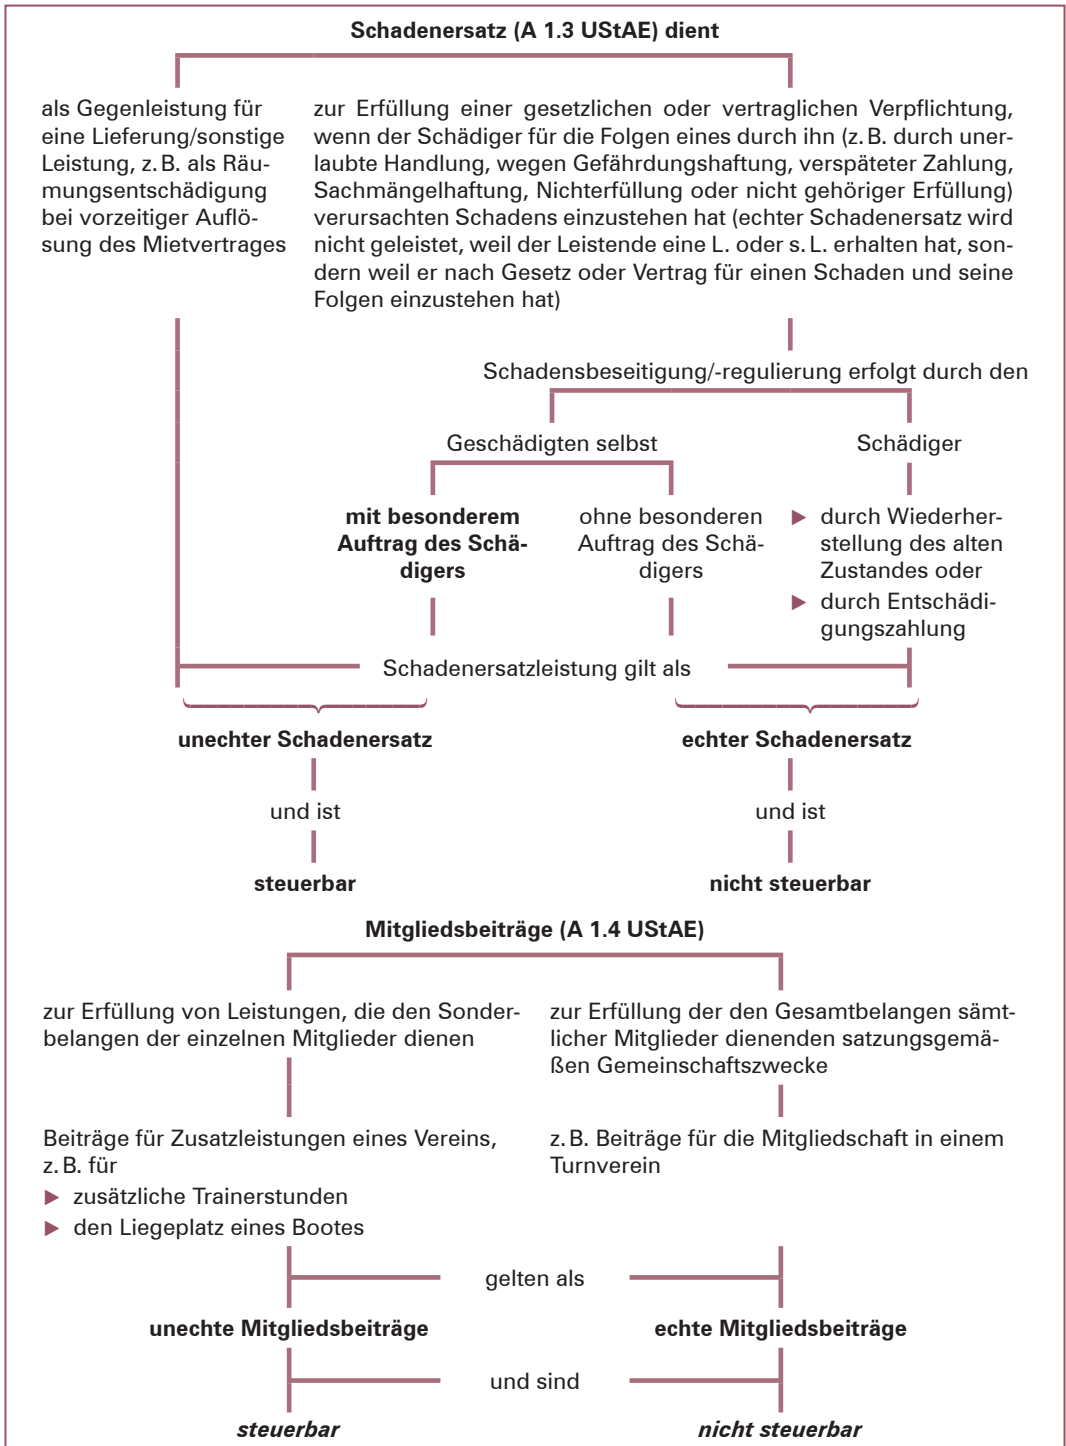 Schadenersatz (A 1.3 UStAE) dient
als Gegenleistung für
eine Lieferung/sonstige
Leistung, z. B. als Räu-
mungsentschädigung
bei vorzeitiger Auflö-
sung des Mietvertrages
zur Erfüllung einer gesetzlichen oder vertraglichen Verpflichtung,
wenn der Schädiger für die Folgen eines durch ihn (z. B. durch uner-
laubte Handlung, wegen Gefährdungshaftung, verspäteter Zahlung,
Sachmängelhaftung, Nichterfüllung oder nicht gehöriger Erfüllung)
verursachten Schadens einzustehen hat (echter Schadenersatz wird
nicht geleistet, weil der Leistende eine L. oder s. L. erhalten hat, son-
dern weil er nach Gesetz oder Vertrag für einen Schaden und seine
Folgen einzustehen hat)
Schadensbeseitigung/-regulierung erfolgt durch den
Geschädigten selbst
Schädiger
mit besonderem
Auftrag des Schä-
digers
ohne besonderen
Auftrag des Schä-
digers
► durch Wiederher-
stellung des alten
Zustandes oder
► durch Entschädi-
gungszahlung
Schadenersatzleistung gilt als
unechter Schadenersatz
echter Schadenersatz
und ist
und ist
steuerbar
nicht steuerbar
Mitgliedsbeiträge (A 1.4 UStAE)
zur Erfüllung von Leistungen, die den Sonder-
belangen der einzelnen Mitglieder dienen
zur Erfüllung der den Gesamtbelangen sämt-
licher Mitglieder dienenden satzungsgemä-
ßen Gemeinschaftszwecke
Beiträge für Zusatzleistungen eines Vereins,
z. B. für
► zusätzliche Trainerstunden
► den Liegeplatz eines Bootes
z. B. Beiträge für die Mitgliedschaft in einem
Turnverein
gelten als
unechte Mitgliedsbeiträge
echte Mitgliedsbeiträge
und sind
steuerbar
nicht steuerbar